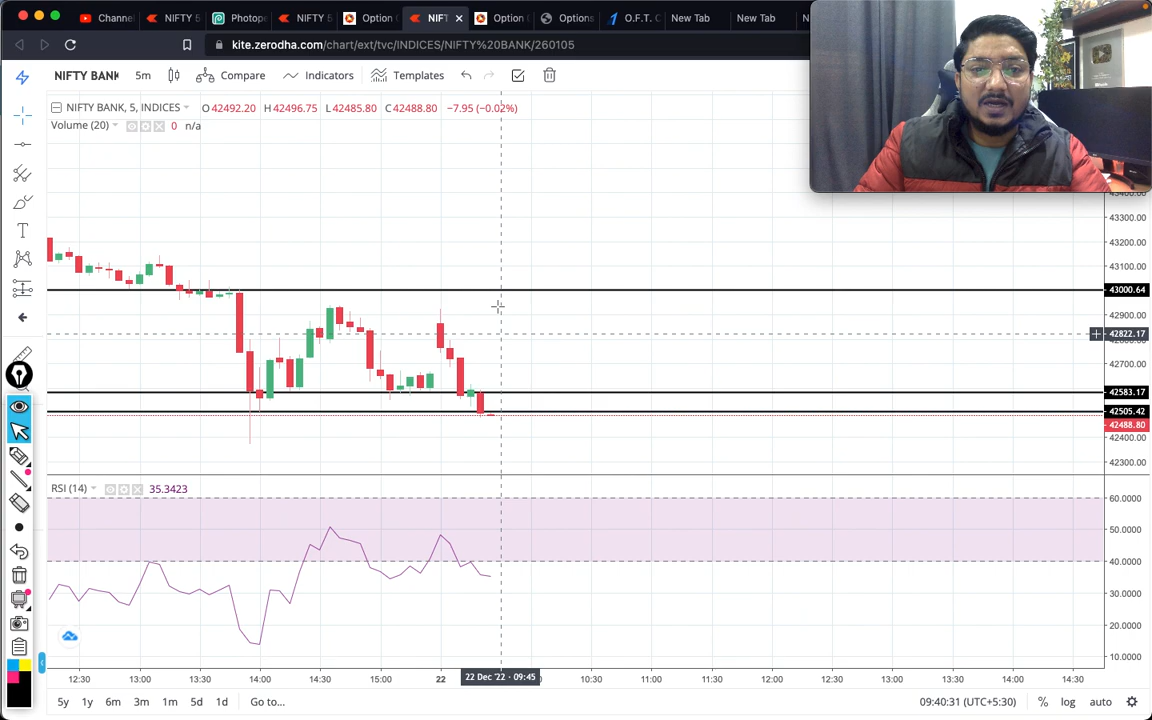 Channe
NIFTY 5
Photop
NIFTY 5
Option
NIFT
Option
Options
O.F.T. C
New Tab
New Tab
N
kite.zerodha.com/chart/ext/tvc/INDICES/NIFTY%20BANK/260105
NIFTY BANK 5m Compare Indicators Templates
NIFTY BANK, 5, INDICES O42492.20 H42496.75 L42485.80 C42488.80 -7.95 (-0.02%)
Volume (20) 0 n/a
43300.00
43200.00
43100.00
43000.64
42900.00
42822.17
42700.00
42583.17
42505.42
42488.80
42400.00
42300.00
RSI (14) 35.3423
60.0000
50.0000
40.0000
30.0000
20.0000
10.0000
12:30 13:00 13:30 14:00 14:30 15:00 22 22 Dec '22 - 09:45 10:30 11:00 11:30 12:00 12:30 13:00 13:30 14:00 14:30
5y 1y 6m 3m 1m 5d 1d Go to... 09:40:31 (UTC+5:30) % log auto